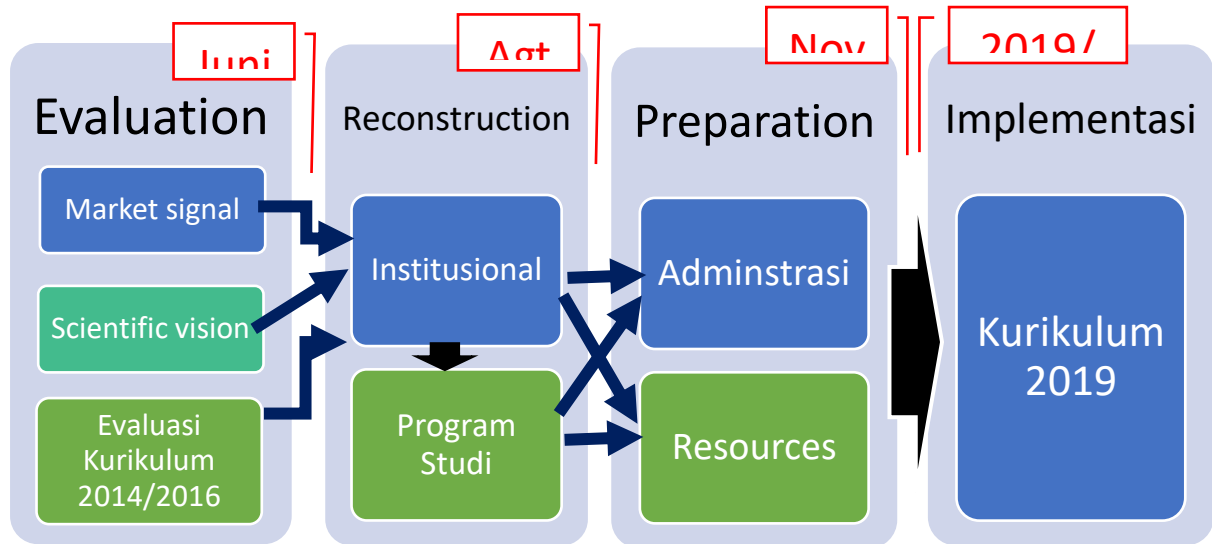 Juni
Agt
Nov
2019/
Evaluation
Reconstruction
Preparation
Implementasi
Market signal
Scientific vision
Evaluasi
Kurikulum
2014/2016
Institusional
Program
Studi
Adminstrasi
Resources
Kurikulum
2019